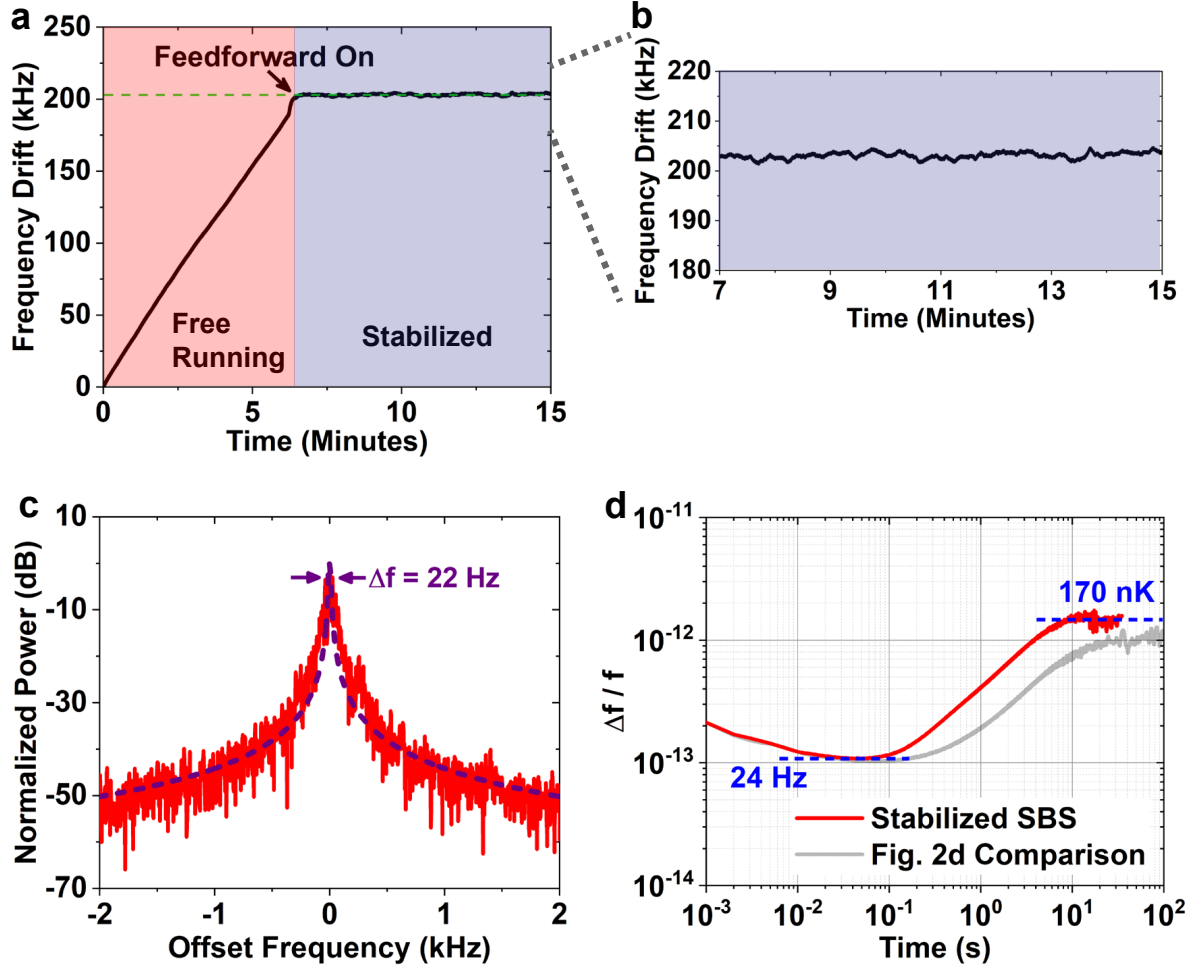 a
250
200
150
100
50
0
Frequency Drift (kHz)
Feedforward On
Free
Running
Stabilized
0
5
10
15
Time (Minutes)
b
220
210
205
200
190
180
Frequency Drift (kHz)
7
9
11
13
15
Time (Minutes)
c
10
-10
-30
-50
-70
Normalized Power (dB)
Δf = 22 Hz
-2
-1
0
1
2
Offset Frequency (kHz)
d
10⁻¹¹
10⁻¹²
10⁻¹³
10⁻¹⁴
Δf / f
170 nK
24 Hz
Stabilized SBS
Fig. 2d Comparison
10⁻³
10⁻²
10⁻¹
10⁰
10¹
10²
Time (s)